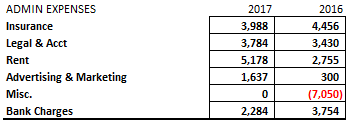 ADMIN EXPENSES 2017 2016
Insurance 3,988 4,456
Legal & Acct 3,784 3,430
Rent 5,178 2,755
Advertising & Marketing 1,637 300
Misc. 0 (7,050)
Bank Charges 2,284 3,754